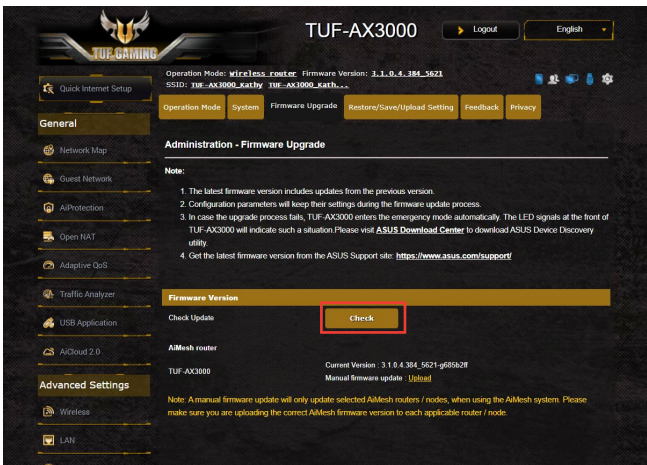 TUF GAMING
TUF-AX3000
Logout
English
Quick Internet Setup
Operation Mode: Wireless router Firmware Version: 3.1.0.4.384_5621
SSID: TUF-AX3000_Kathy TUF-AX3000_Kath...
Operation Mode
System
Firmware Upgrade
Restore/Save/Upload Setting
Feedback
Privacy
General
Network Map
Guest Network
AiProtection
Open NAT
Adaptive QoS
Traffic Analyzer
USB Application
AiCloud 2.0
Advanced Settings
Wireless
LAN
Administration - Firmware Upgrade
Note:
1. The latest firmware version includes updates from the previous version.
2. Configuration parameters will keep their settings during the firmware update process.
3. In case the upgrade process fails, TUF-AX3000 enters the emergency mode automatically. The LED signals at the front of
TUF-AX3000 will indicate such a situation.Please visit ASUS Download Center to download ASUS Device Discovery
utility.
4. Get the latest firmware version from the ASUS Support site: https://www.asus.com/support/
Firmware Version
Check Update
Check
AiMesh router
TUF-AX3000
Current Version : 3.1.0.4.384_5621-g685b2ff
Manual firmware update : Upload
Note: A manual firmware update will only update selected AiMesh routers / nodes, when using the AiMesh system. Please
make sure you are uploading the correct AiMesh firmware version to each applicable router / node.